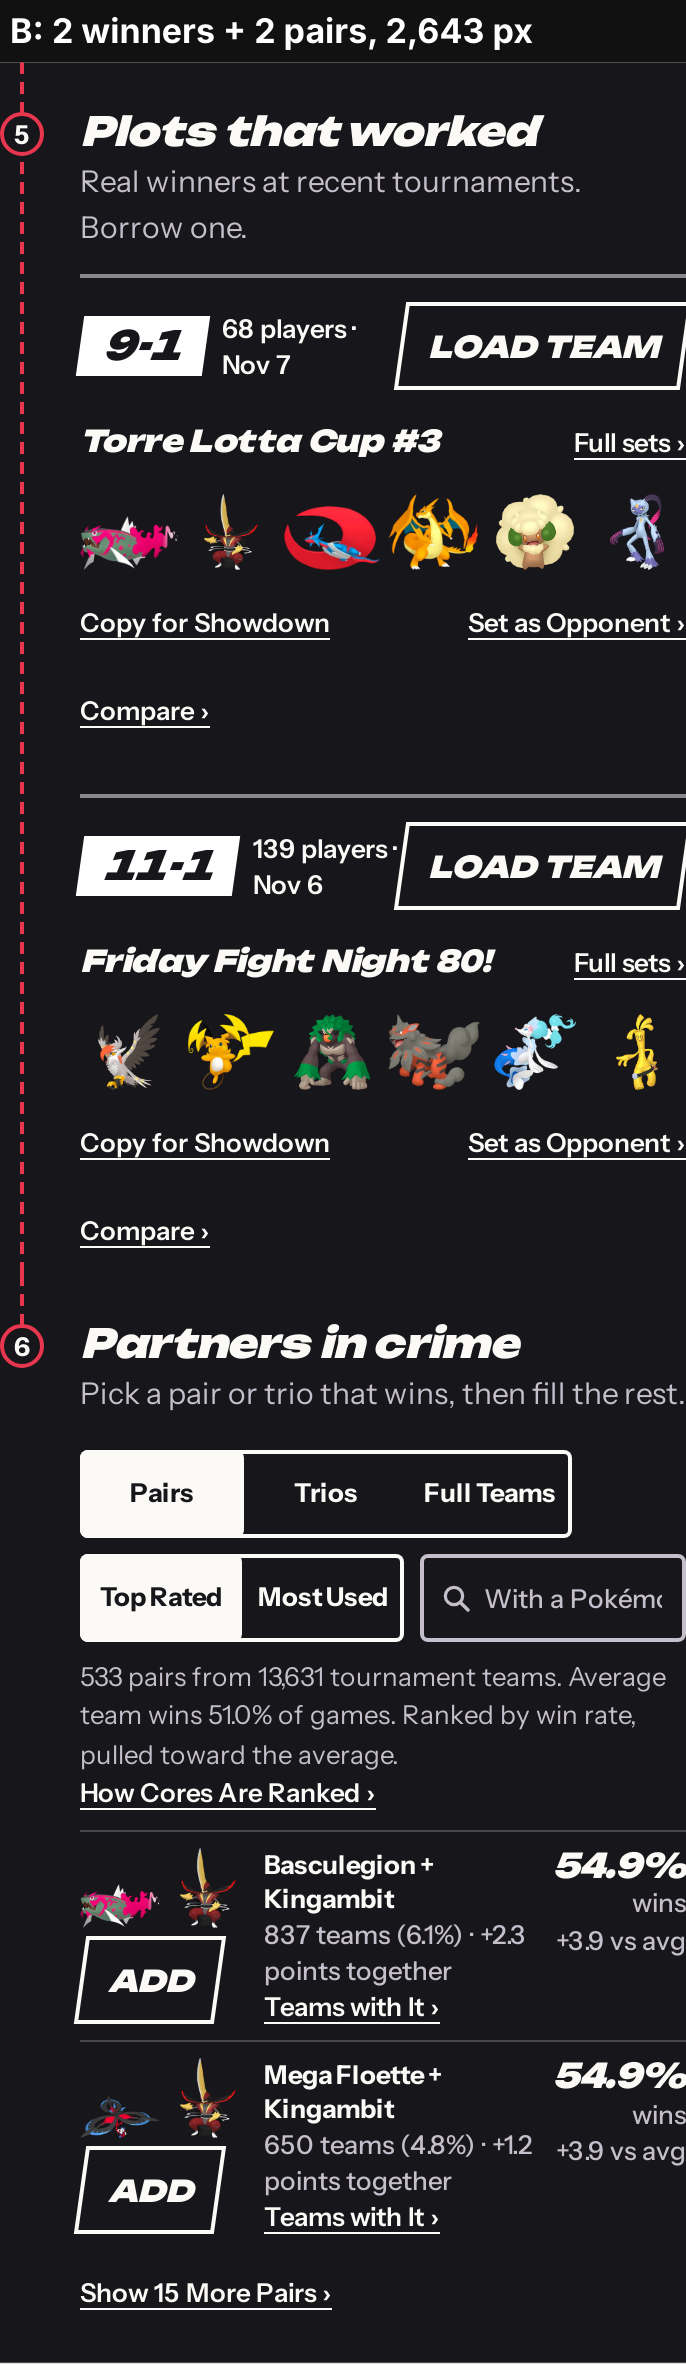 B: 2 winners + 2 pairs, 2,643 px
5
Plots that worked
Real winners at recent tournaments.
Borrow one.
9-1
68 players ·
Nov 7
LOAD TEAM
Torre Lotta Cup #3
Full sets ›
Copy for Showdown
Set as Opponent ›
Compare ›
11-1
139 players ·
Nov 6
LOAD TEAM
Friday Fight Night 80!
Full sets ›
Copy for Showdown
Set as Opponent ›
Compare ›
6
Partners in crime
Pick a pair or trio that wins, then fill the rest.
Pairs
Trios
Full Teams
Top Rated
Most Used
With a Pokémo
533 pairs from 13,631 tournament teams. Average
team wins 51.0% of games. Ranked by win rate,
pulled toward the average.
How Cores Are Ranked ›
Basculegion +
Kingambit
837 teams (6.1%) · +2.3
points together
Teams with It ›
54.9%
wins
+3.9 vs avg
ADD
Mega Floette +
Kingambit
650 teams (4.8%) · +1.2
points together
Teams with It ›
54.9%
wins
+3.9 vs avg
ADD
Show 15 More Pairs ›